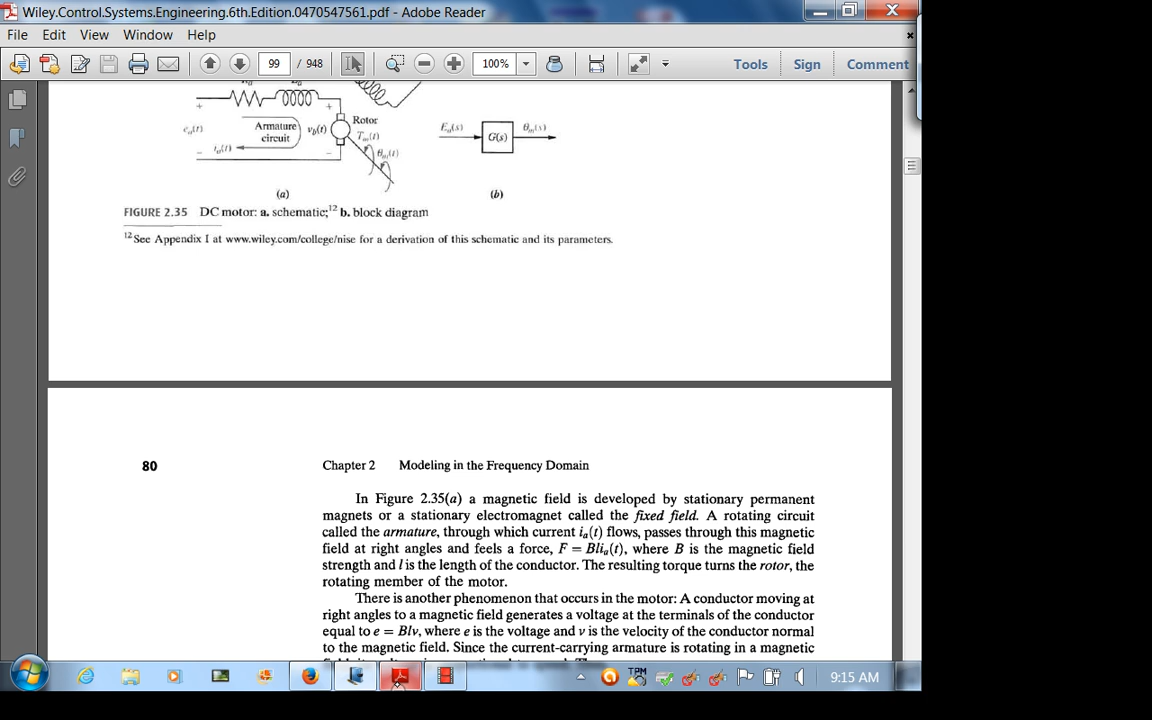 Wiley.Control.Systems.Engineering.6th.Edition.0470547561.pdf - Adobe Reader
File Edit View Window Help
99 / 948 100% Tools Sign Comment
Rotor
Armature
circuit
e_a(t)
v_b(t)
T_m(t)
i_a(t)
θ_m(t)
+ + − −
E_a(s) G(s) θ_m(s)
(a) (b)
FIGURE 2.35 DC motor: a. schematic;¹² b. block diagram
¹²See Appendix I at www.wiley.com/college/nise for a derivation of this schematic and its parameters.
80 Chapter 2 Modeling in the Frequency Domain
In Figure 2.35(a) a magnetic field is developed by stationary permanent
magnets or a stationary electromagnet called the fixed field. A rotating circuit
called the armature, through which current i_a(t) flows, passes through this magnetic
field at right angles and feels a force, F = Bli_a(t), where B is the magnetic field
strength and l is the length of the conductor. The resulting torque turns the rotor, the
rotating member of the motor.
There is another phenomenon that occurs in the motor: A conductor moving at
right angles to a magnetic field generates a voltage at the terminals of the conductor
equal to e = Blv, where e is the voltage and v is the velocity of the conductor normal
to the magnetic field. Since the current-carrying armature is rotating in a magnetic
9:15 AM